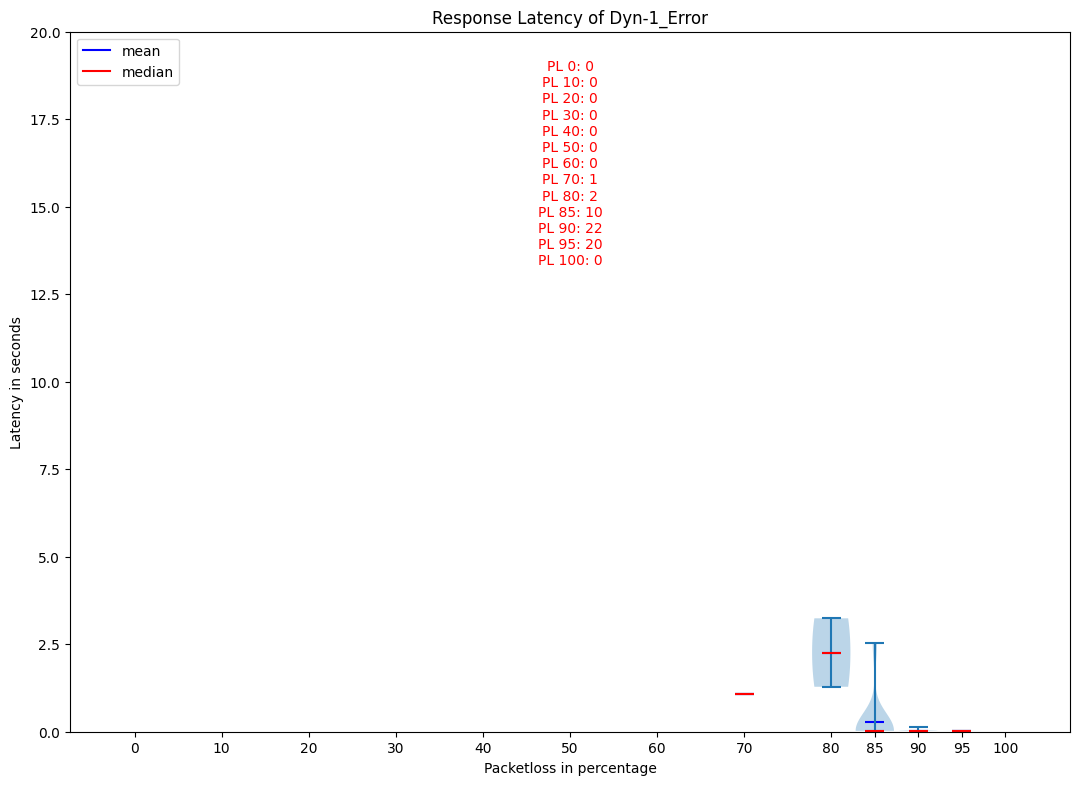 Response Latency of Dyn-1_Error
mean
median
PL 0: 0
PL 10: 0
PL 20: 0
PL 30: 0
PL 40: 0
PL 50: 0
PL 60: 0
PL 70: 1
PL 80: 2
PL 85: 10
PL 90: 22
PL 95: 20
PL 100: 0
20.0
17.5
15.0
12.5
10.0
7.5
5.0
2.5
0.0
Latency in seconds
0 10 20 30 40 50 60 70 80 85 90 95 100
Packetloss in percentage